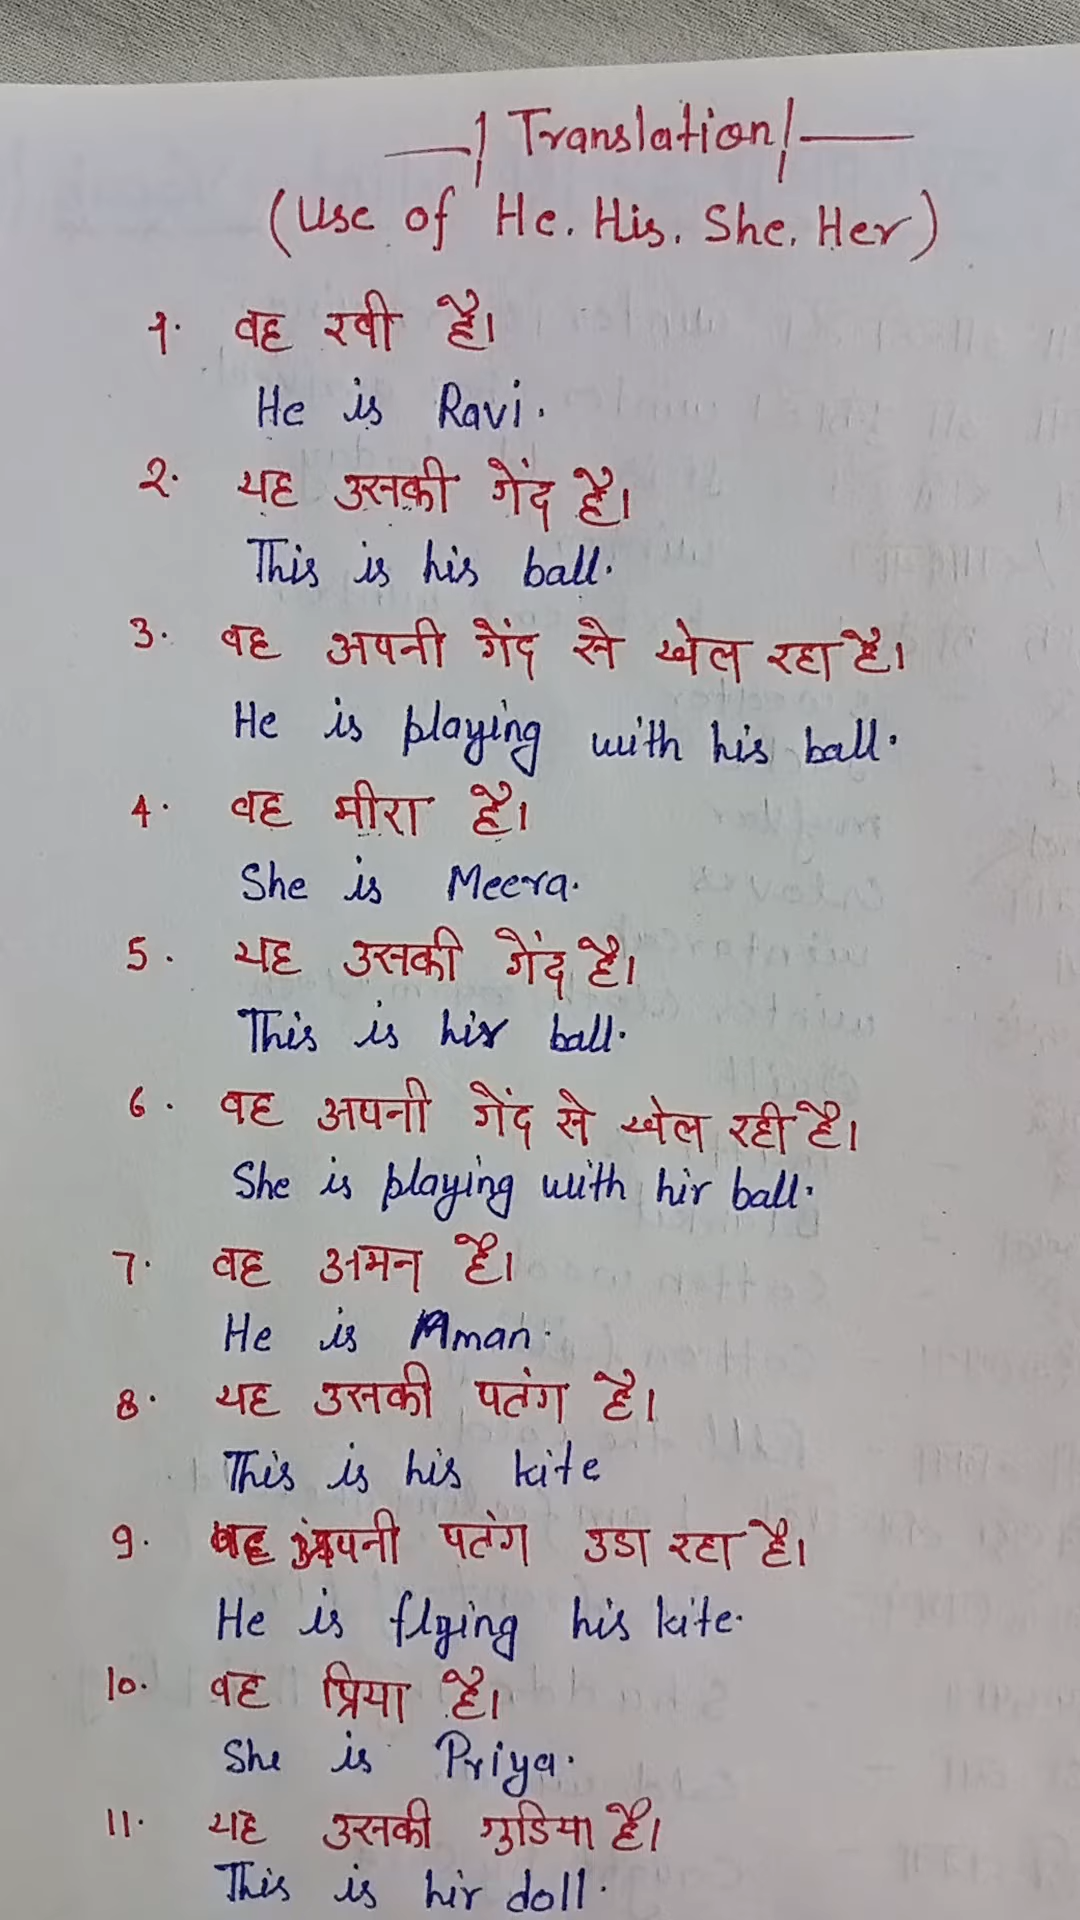 Translation
(Use of He. His. She. Her)
1. वह रवी है।
He is Ravi.
2. यह उसकी गेंद है।
This is his ball.
3. वह अपनी गेंद से खेल रहा है।
He is playing with his ball.
4. वह मीरा है।
She is Meera.
5. यह उसकी गेंद है।
This is hir ball.
6. वह अपनी गेंद से खेल रही है।
She is playing with hir ball.
7. वह अमन है।
He is Aman.
8. यह उसकी पतंग है।
This is his kite
9. वह अपनी पतंग उडा रहा है।
He is flying his kite.
10. वह प्रिया है।
She is Priya.
11. यह उसकी गुडिया है।
This is hir doll.